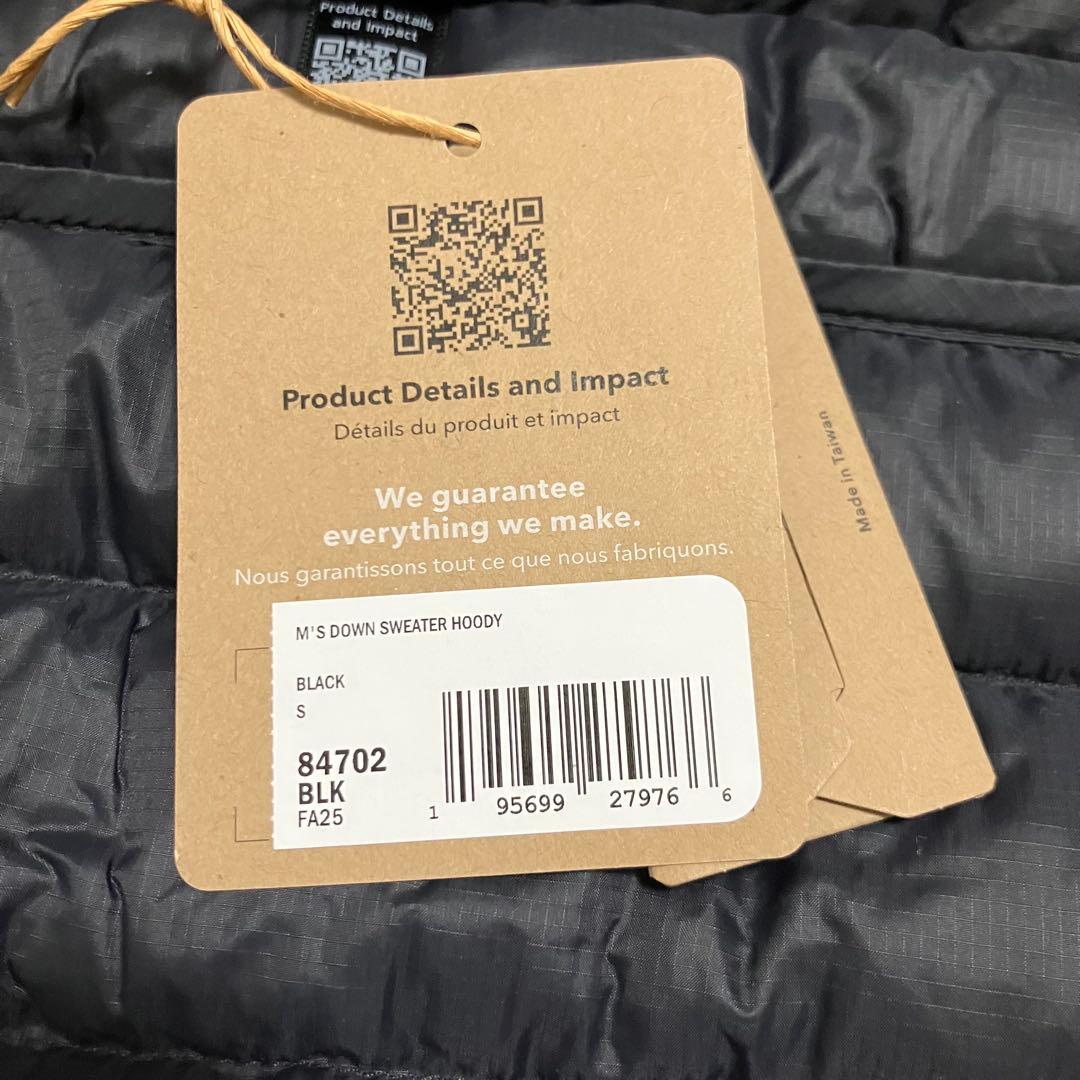 Product Details
and Impact
Product Details and Impact
Détails du produit et impact
We guarantee
everything we make.
Nous garantissons tout ce que nous fabriquons.
M'S DOWN SWEATER HOODY
BLACK
S
84702
BLK
FA25
1 95699 27976 6
Made in Taiwan